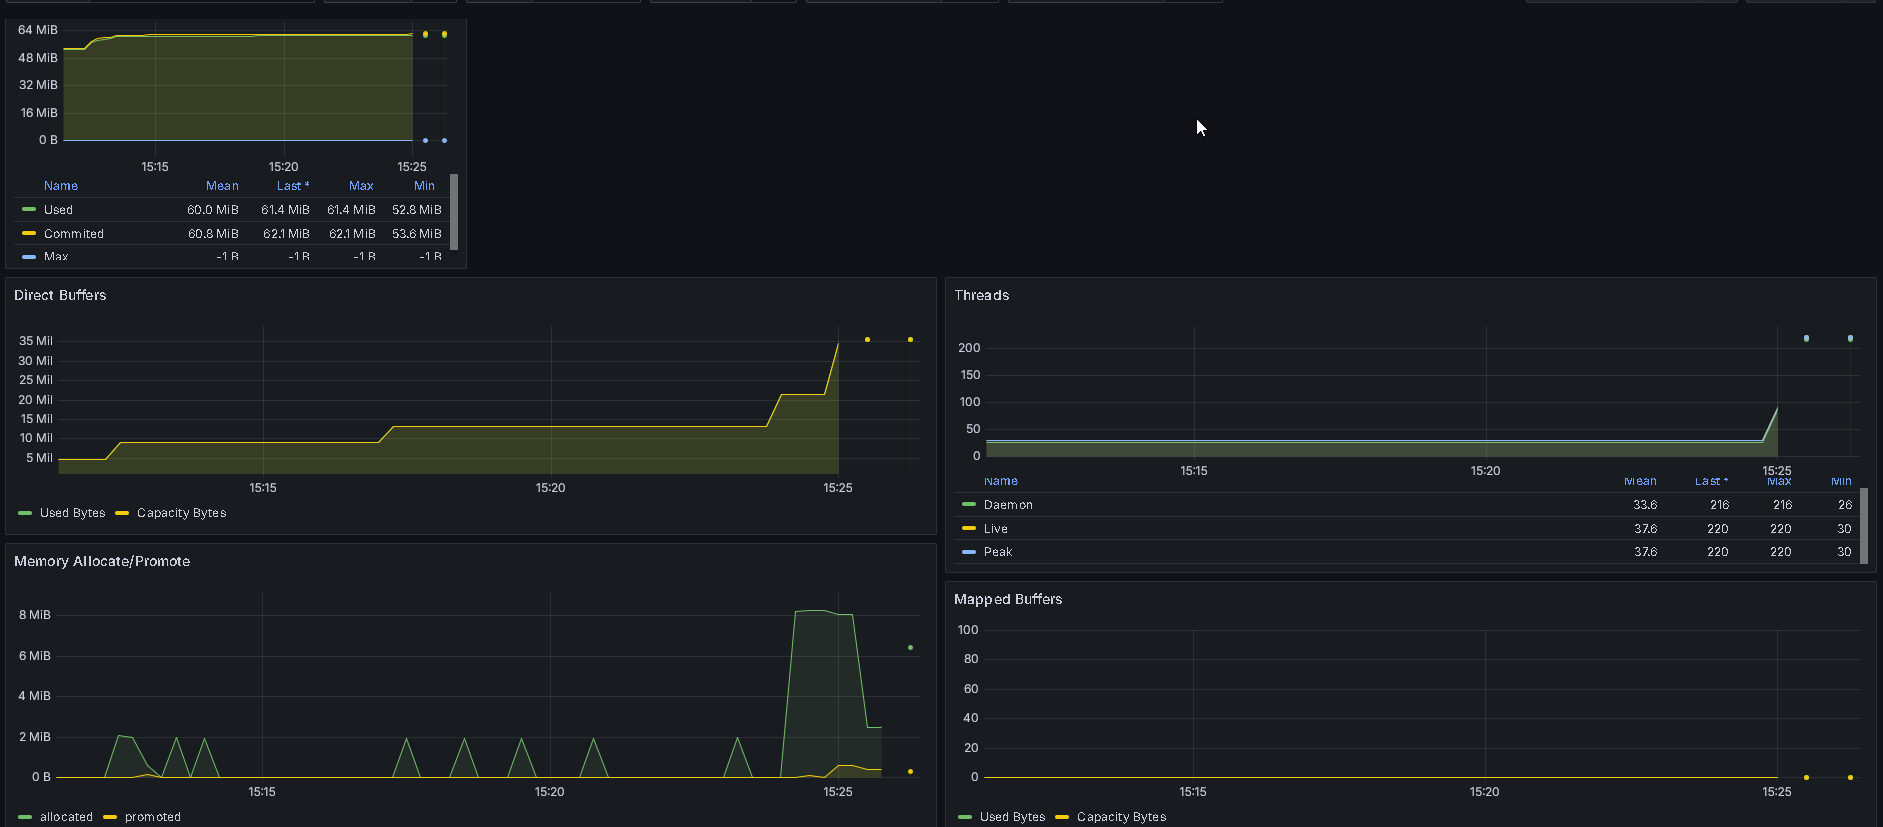 64 MiB
48 MiB
32 MiB
16 MiB
0 B
15:15 15:20 15:25
Name Mean Last * Max Min
Used 60.0 MiB 61.4 MiB 61.4 MiB 52.8 MiB
Commited 60.8 MiB 62.1 MiB 62.1 MiB 53.6 MiB
Max -1 B -1 B -1 B -1 B
Direct Buffers
35 Mil
30 Mil
25 Mil
20 Mil
15 Mil
10 Mil
5 Mil
15:15 15:20 15:25
Used Bytes Capacity Bytes
Threads
200
150
100
50
0
15:15 15:20 15:25
Name Mean Last * Max Min
Daemon 33.6 216 216 26
Live 37.6 220 220 30
Peak 37.6 220 220 30
Memory Allocate/Promote
8 MiB
6 MiB
4 MiB
2 MiB
0 B
15:15 15:20 15:25
allocated promoted
Mapped Buffers
100
80
60
40
20
0
15:15 15:20 15:25
Used Bytes Capacity Bytes